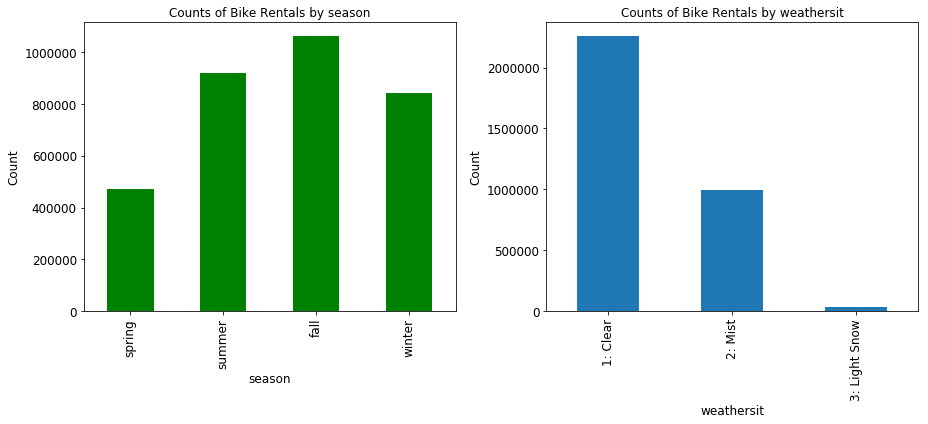 Counts of Bike Rentals by season
1000000
800000
600000
400000
200000
0
Count
spring
summer
fall
winter
season
Counts of Bike Rentals by weathersit
2000000
1500000
1000000
500000
0
Count
1: Clear
2: Mist
3: Light Snow
weathersit